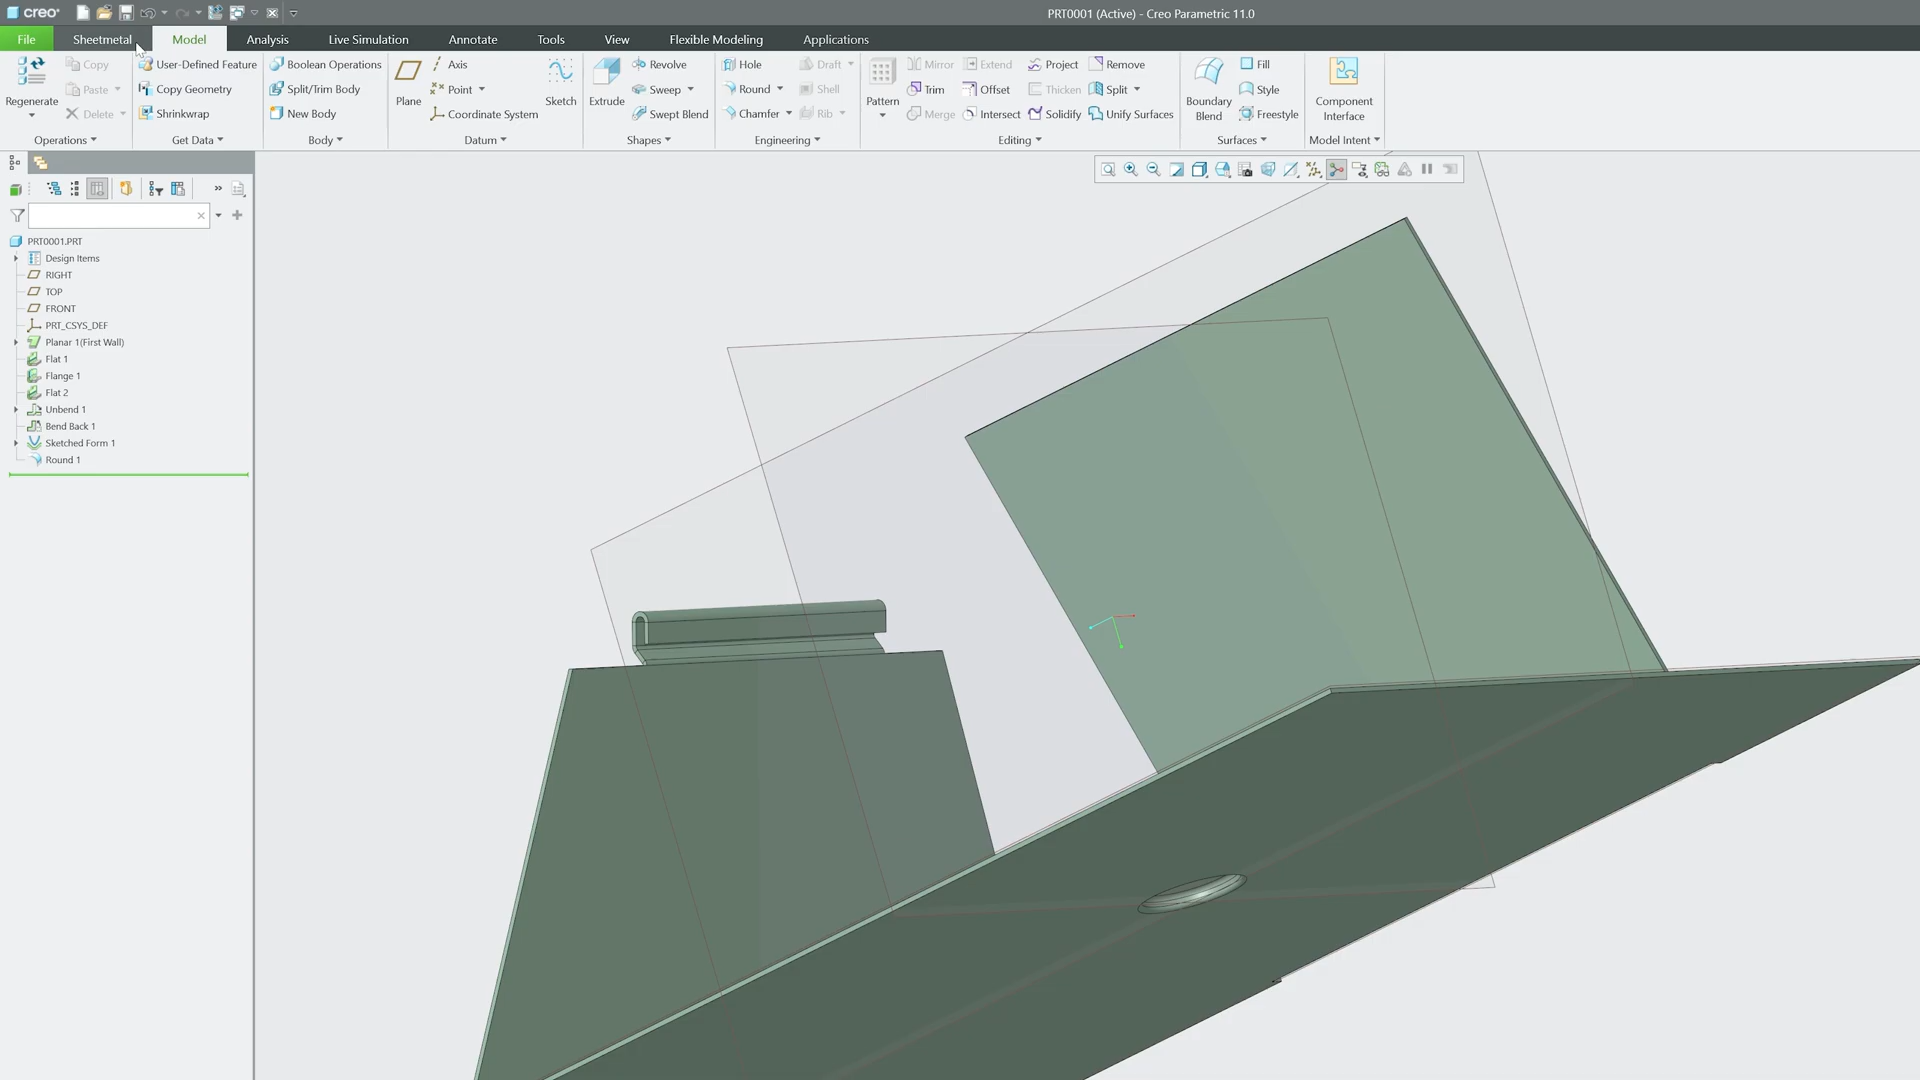 creo®
PRT0001 (Active) - Creo Parametric 11.0
File
Sheetmetal
Model
Analysis
Live Simulation
Annotate
Tools
View
Flexible Modeling
Applications
Regenerate
Copy
Paste
Delete
Operations
User-Defined Feature
Copy Geometry
Shrinkwrap
Get Data
Boolean Operations
Split/Trim Body
New Body
Body
Plane
Axis
Point
Coordinate System
Sketch
Datum
Extrude
Revolve
Sweep
Swept Blend
Shapes
Hole
Round
Chamfer
Draft
Shell
Rib
Engineering
Pattern
Mirror
Trim
Merge
Extend
Offset
Intersect
Project
Thicken
Solidify
Remove
Split
Unify Surfaces
Editing
Boundary
Blend
Fill
Style
Freestyle
Surfaces
Component
Interface
Model Intent
PRT0001.PRT
Design Items
RIGHT
TOP
FRONT
PRT_CSYS_DEF
Planar 1(First Wall)
Flat 1
Flange 1
Flat 2
Unbend 1
Bend Back 1
Sketched Form 1
Round 1